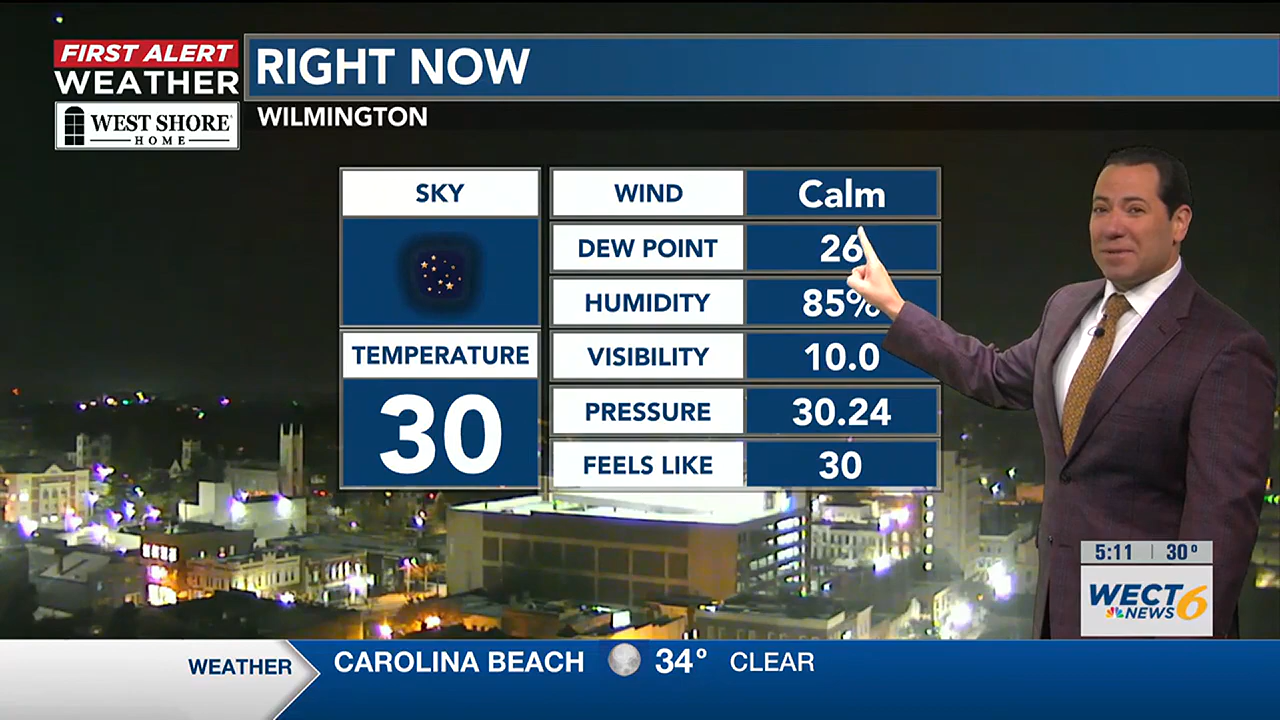 FIRST ALERT
WEATHER
WEST SHORE
HOME
RIGHT NOW
WILMINGTON
SKY
TEMPERATURE
30
WIND Calm
DEW POINT 26
HUMIDITY 85%
VISIBILITY 10.0
PRESSURE 30.24
FEELS LIKE 30
5:11 30°
WECT 6
NEWS
WEATHER CAROLINA BEACH 34° CLEAR